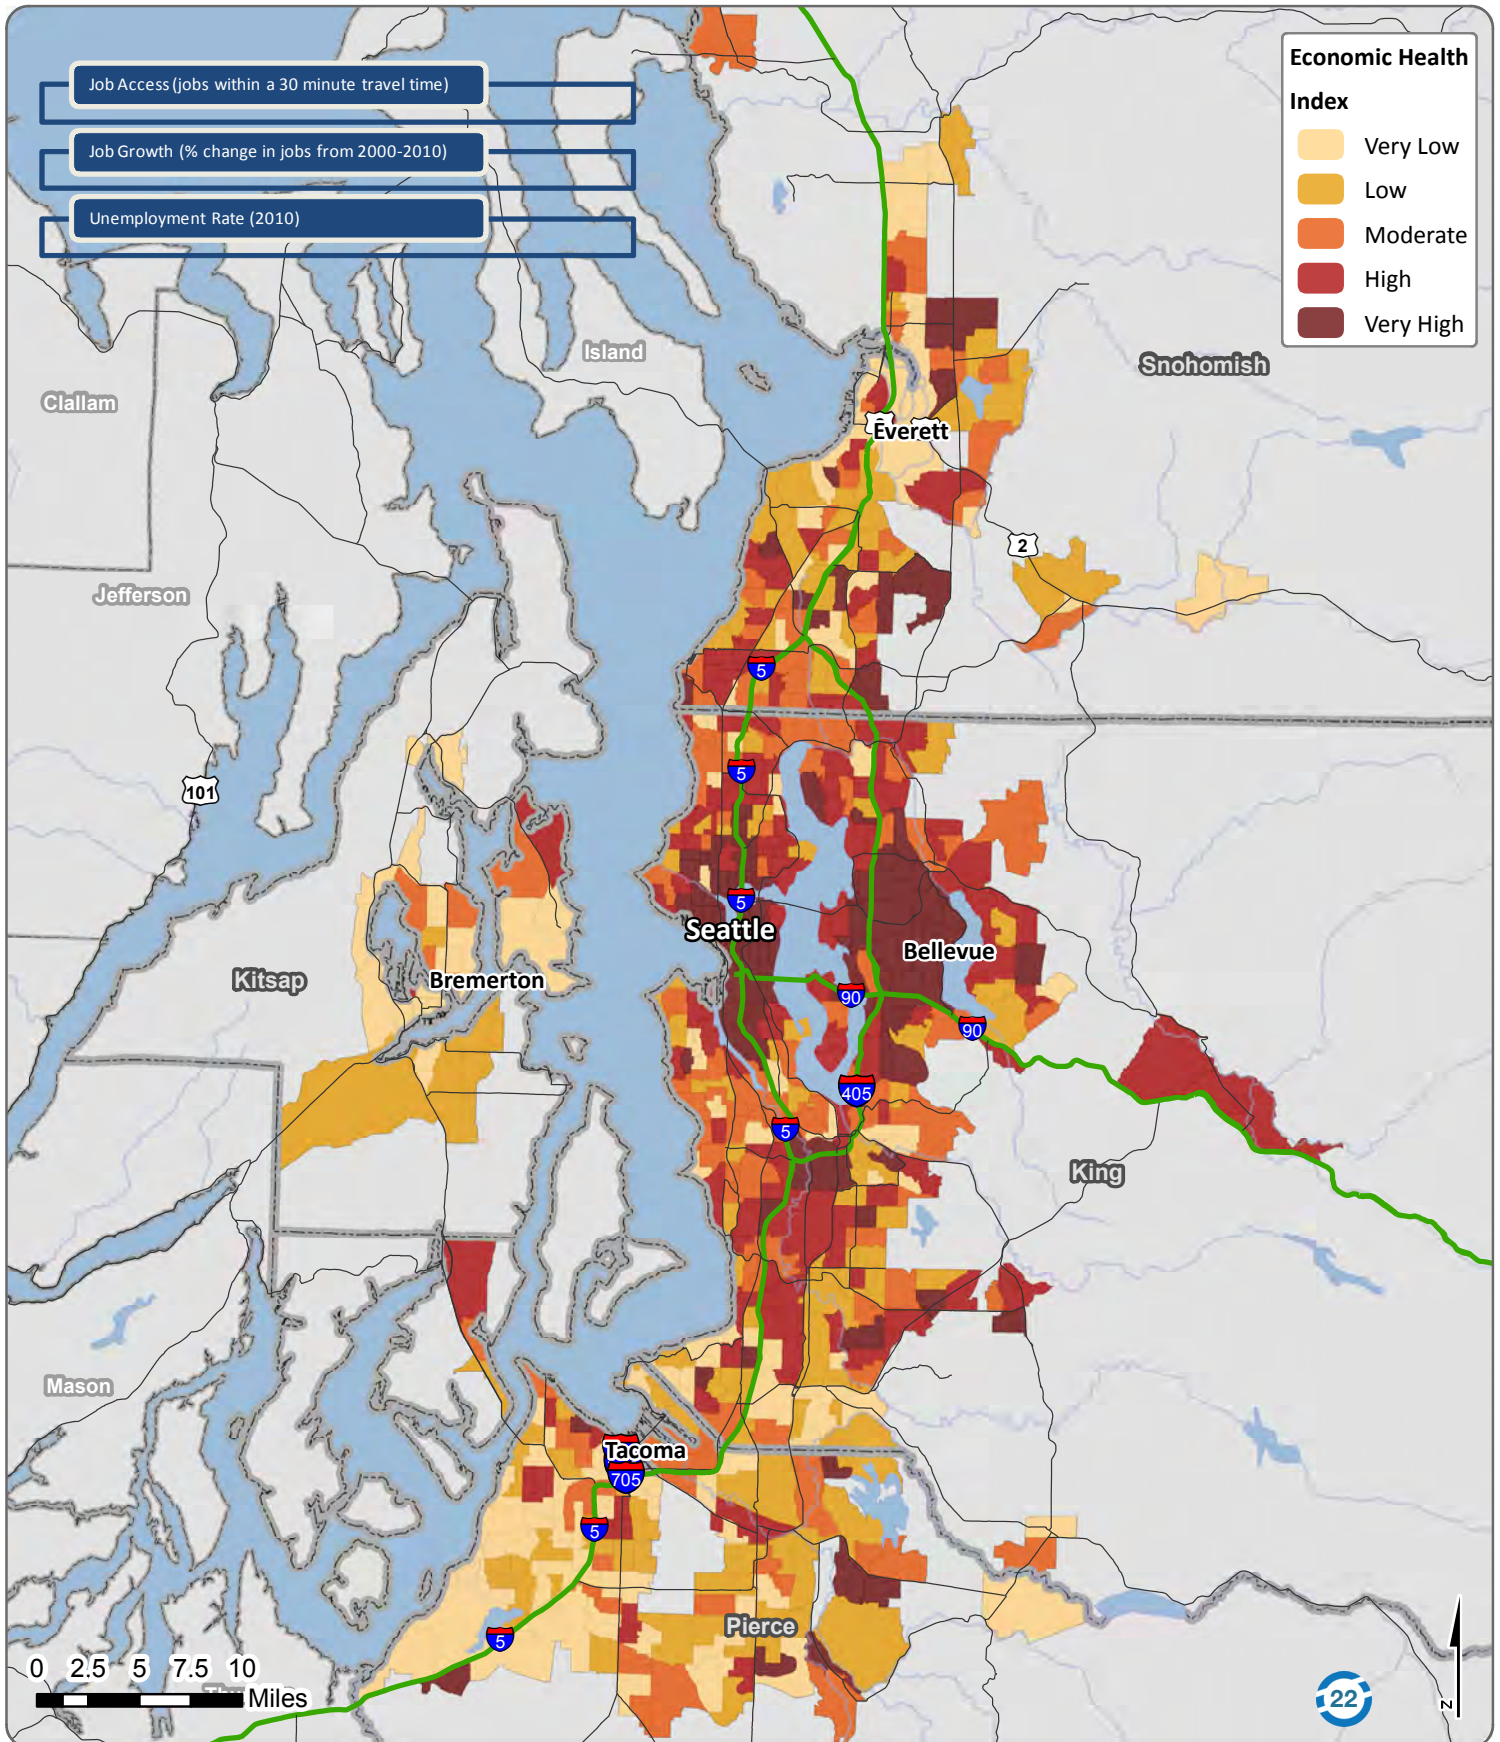 Job Access (jobs within a 30 minute travel time)
Job Growth (% change in jobs from 2000-2010)
Unemployment Rate (2010)
Economic Health
Index
Very Low
Low
Moderate
High
Very High
Island
Snohomish
Clallam
Everett
2
Jefferson
5
101
5
5
Seattle
Bellevue
Kitsap
Bremerton
90
90
405
5
King
Mason
Tacoma
705
5
Pierce
5
0 2.5 5 7.5 10
Miles
22
N